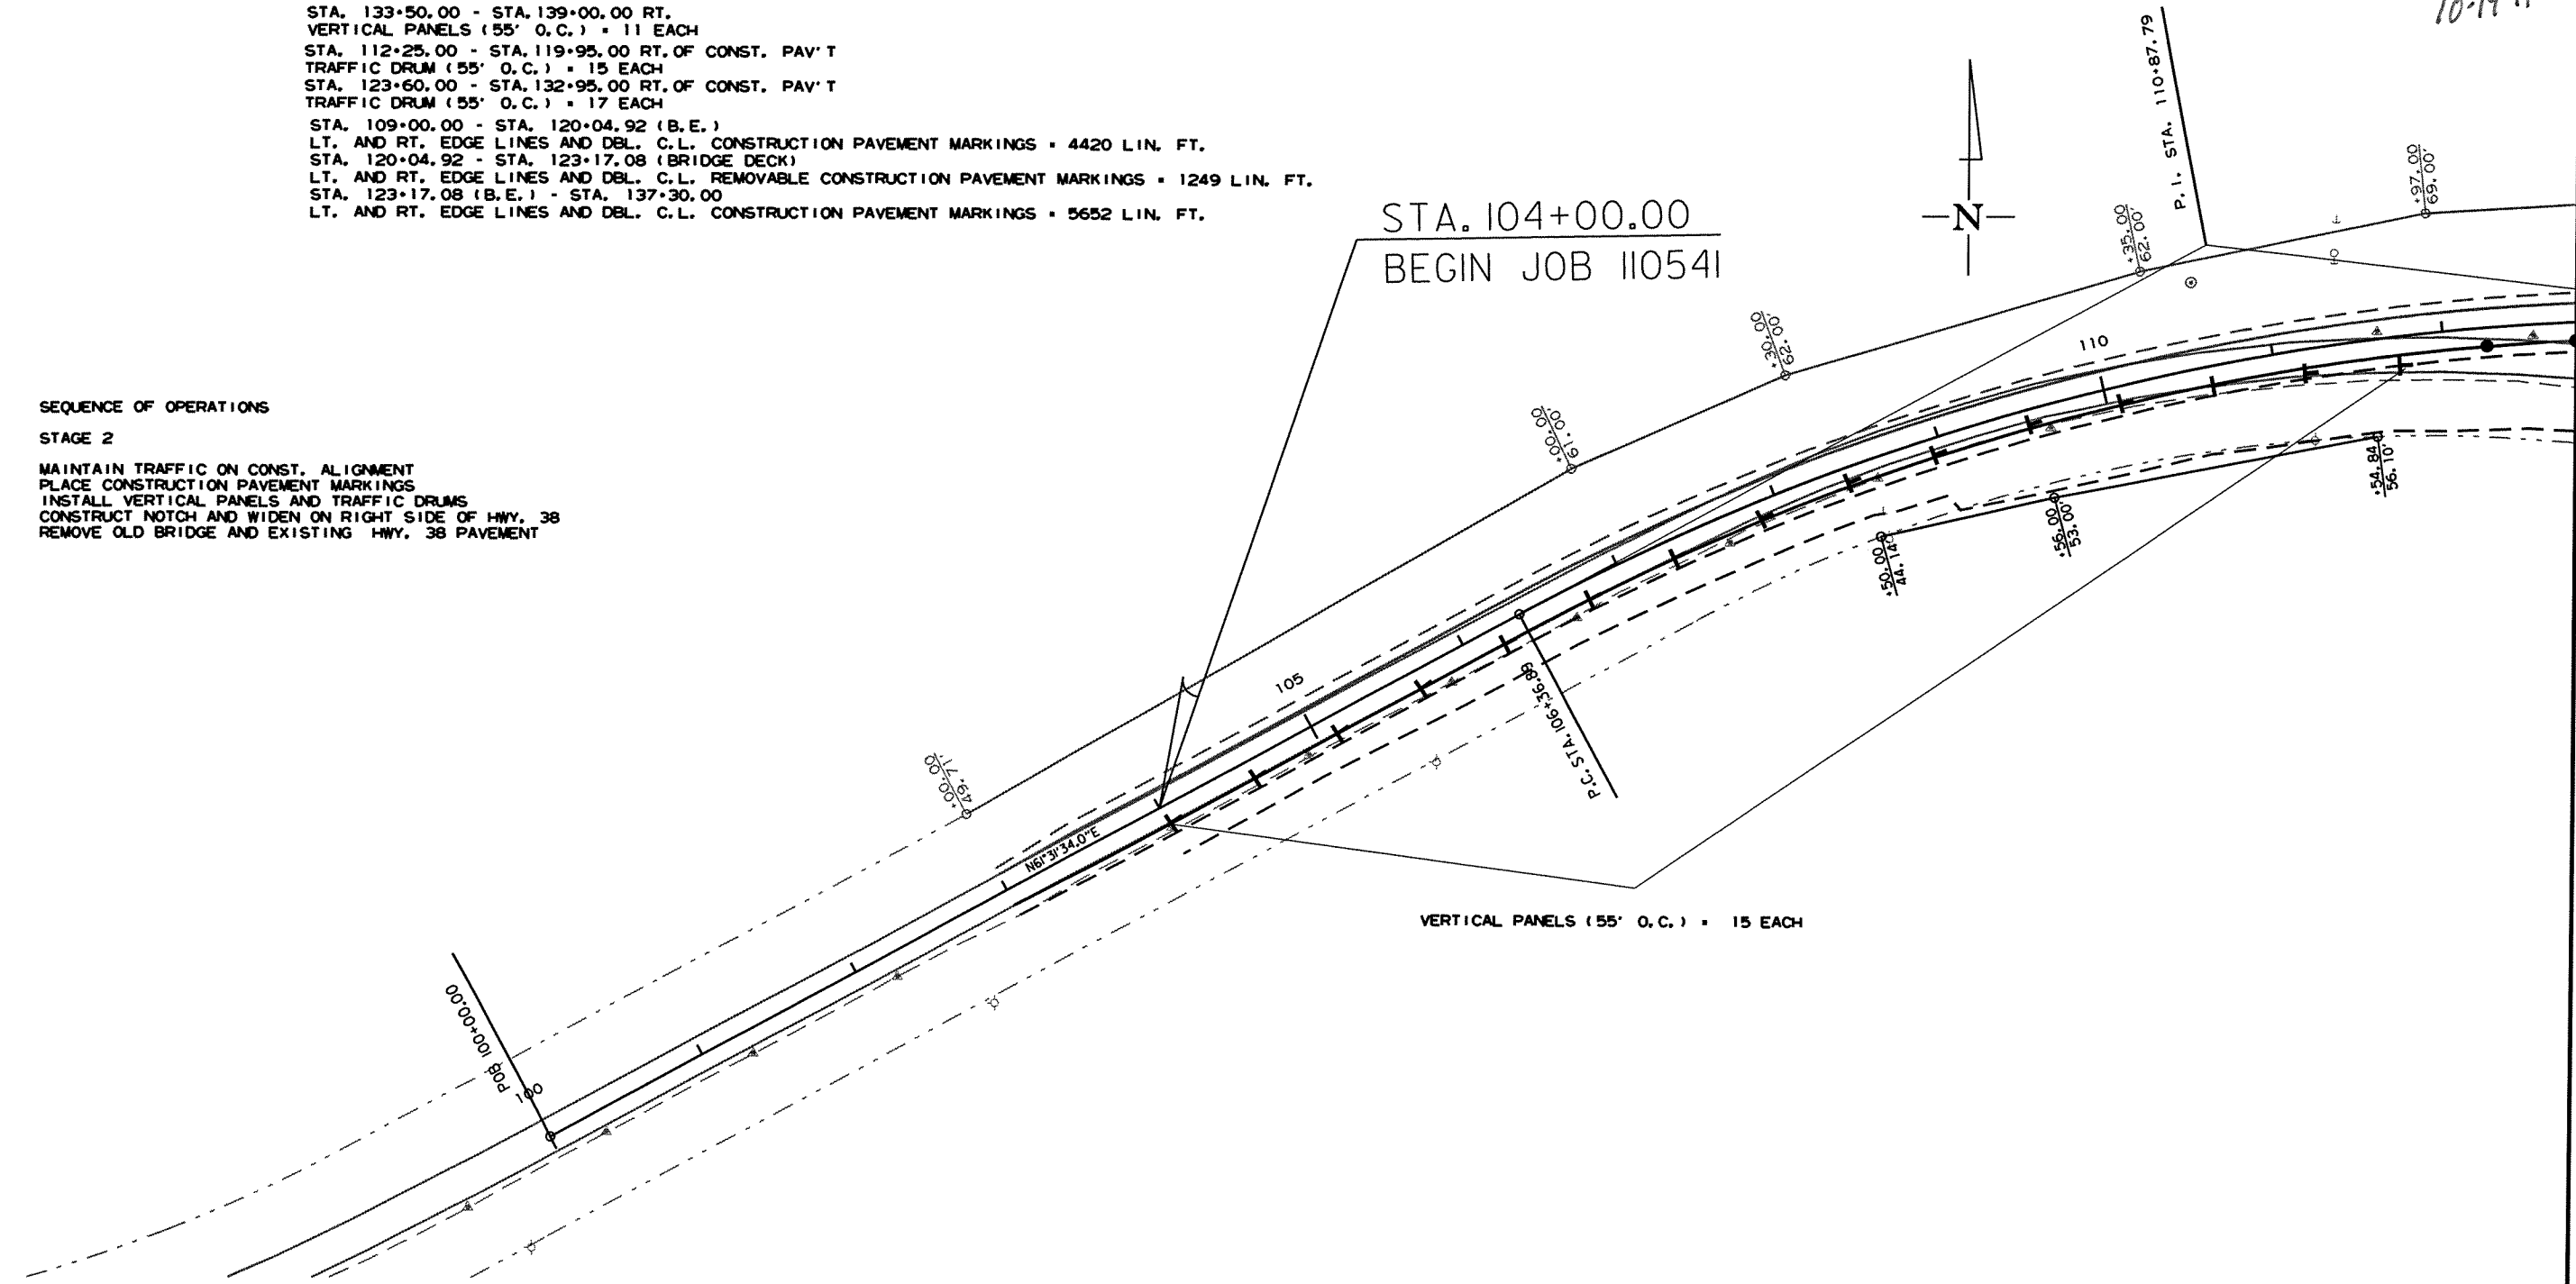 STA. 133+50.00 - STA. 139+00.00 RT.
VERTICAL PANELS (55' O.C.) = 11 EACH
STA. 112+25.00 - STA. 119+95.00 RT. OF CONST. PAV'T
TRAFFIC DRUM (55' O.C.) = 15 EACH
STA. 123+60.00 - STA. 132+95.00 RT. OF CONST. PAV'T
TRAFFIC DRUM (55' O.C.) = 17 EACH
STA. 109+00.00 - STA. 120+04.92 (B.E.)
LT. AND RT. EDGE LINES AND DBL. C.L. CONSTRUCTION PAVEMENT MARKINGS = 4420 LIN. FT.
STA. 120+04.92 - STA. 123+17.08 (BRIDGE DECK)
LT. AND RT. EDGE LINES AND DBL. C.L. REMOVABLE CONSTRUCTION PAVEMENT MARKINGS = 1249 LIN. FT.
STA. 123+17.08 (B.E.) - STA. 137+30.00
LT. AND RT. EDGE LINES AND DBL. C.L. CONSTRUCTION PAVEMENT MARKINGS = 5652 LIN. FT.
STA. 104+00.00
BEGIN JOB 110541
N
P.I. STA. 110+87.79
+97.00
69.00'
+35.00
62.00'
+30.00
62.00'
+00.00
61.00'
+00.00
49.71'
110
105
100
SEQUENCE OF OPERATIONS
STAGE 2
MAINTAIN TRAFFIC ON CONST. ALIGNMENT
PLACE CONSTRUCTION PAVEMENT MARKINGS
INSTALL VERTICAL PANELS AND TRAFFIC DRUMS
CONSTRUCT NOTCH AND WIDEN ON RIGHT SIDE OF HWY. 38
REMOVE OLD BRIDGE AND EXISTING HWY. 38 PAVEMENT
+54.84
56.10'
+56.00
53.00'
+50.00
44.14'
P.C. STA. 106+36.89
N61°31'34.0"E
VERTICAL PANELS (55' O.C.) = 15 EACH
POB 100+00.00